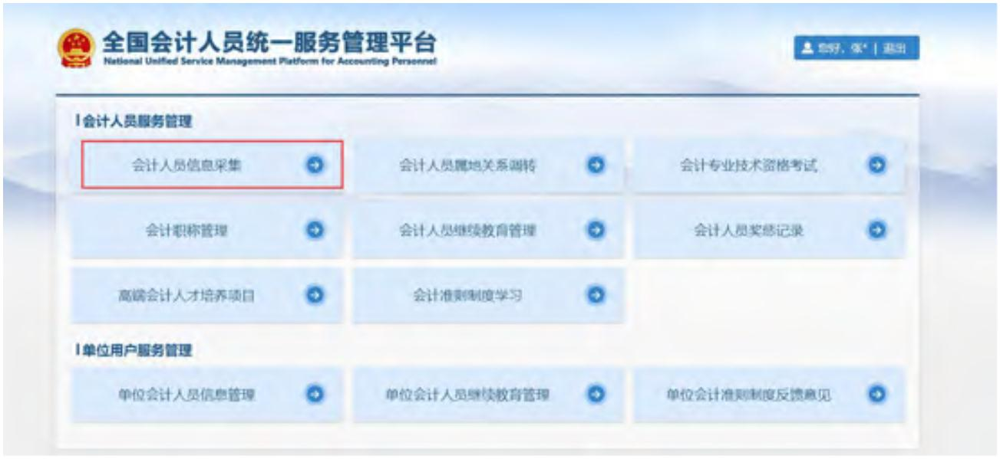 全国会计人员统一服务管理平台
National Unified Service Management Platform for Accounting Personnel
您好，张* | 退出
会计人员服务管理
会计人员信息采集
会计人员属地关系调转
会计专业技术资格考试
会计职称管理
会计人员继续教育管理
会计人员奖惩记录
高端会计人才培养项目
会计准则制度学习
单位用户服务管理
单位会计人员信息管理
单位会计人员继续教育管理
单位会计准则制度反馈意见